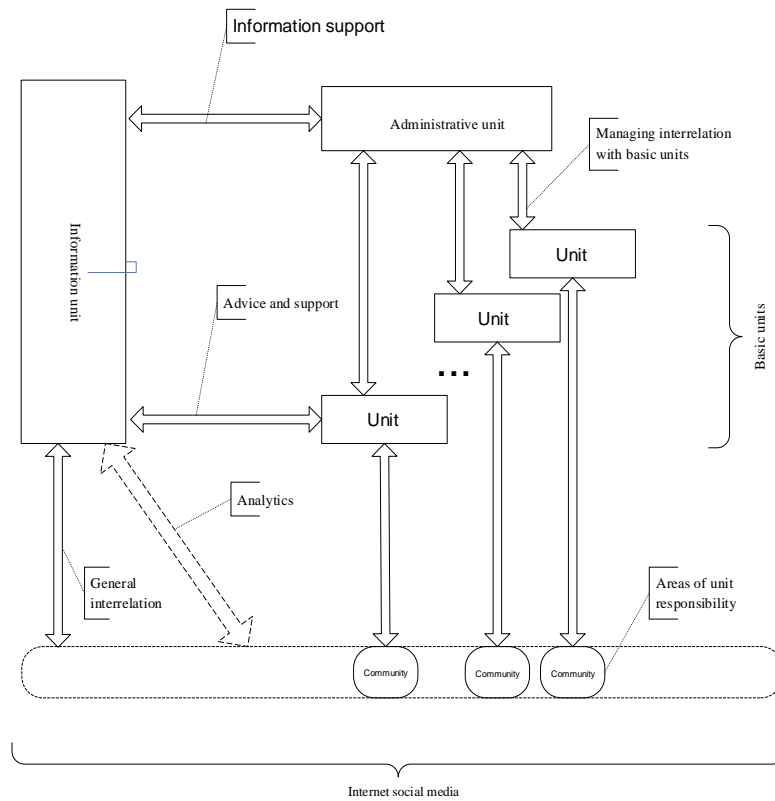 Information support
Administrative unit
Managing interrelation
with basic units
Information unit
Unit
Advice and support
Unit
Basic units
...
Unit
Analytics
General
interrelation
Areas of unit
responsibility
Community
Community
Community
Internet social media